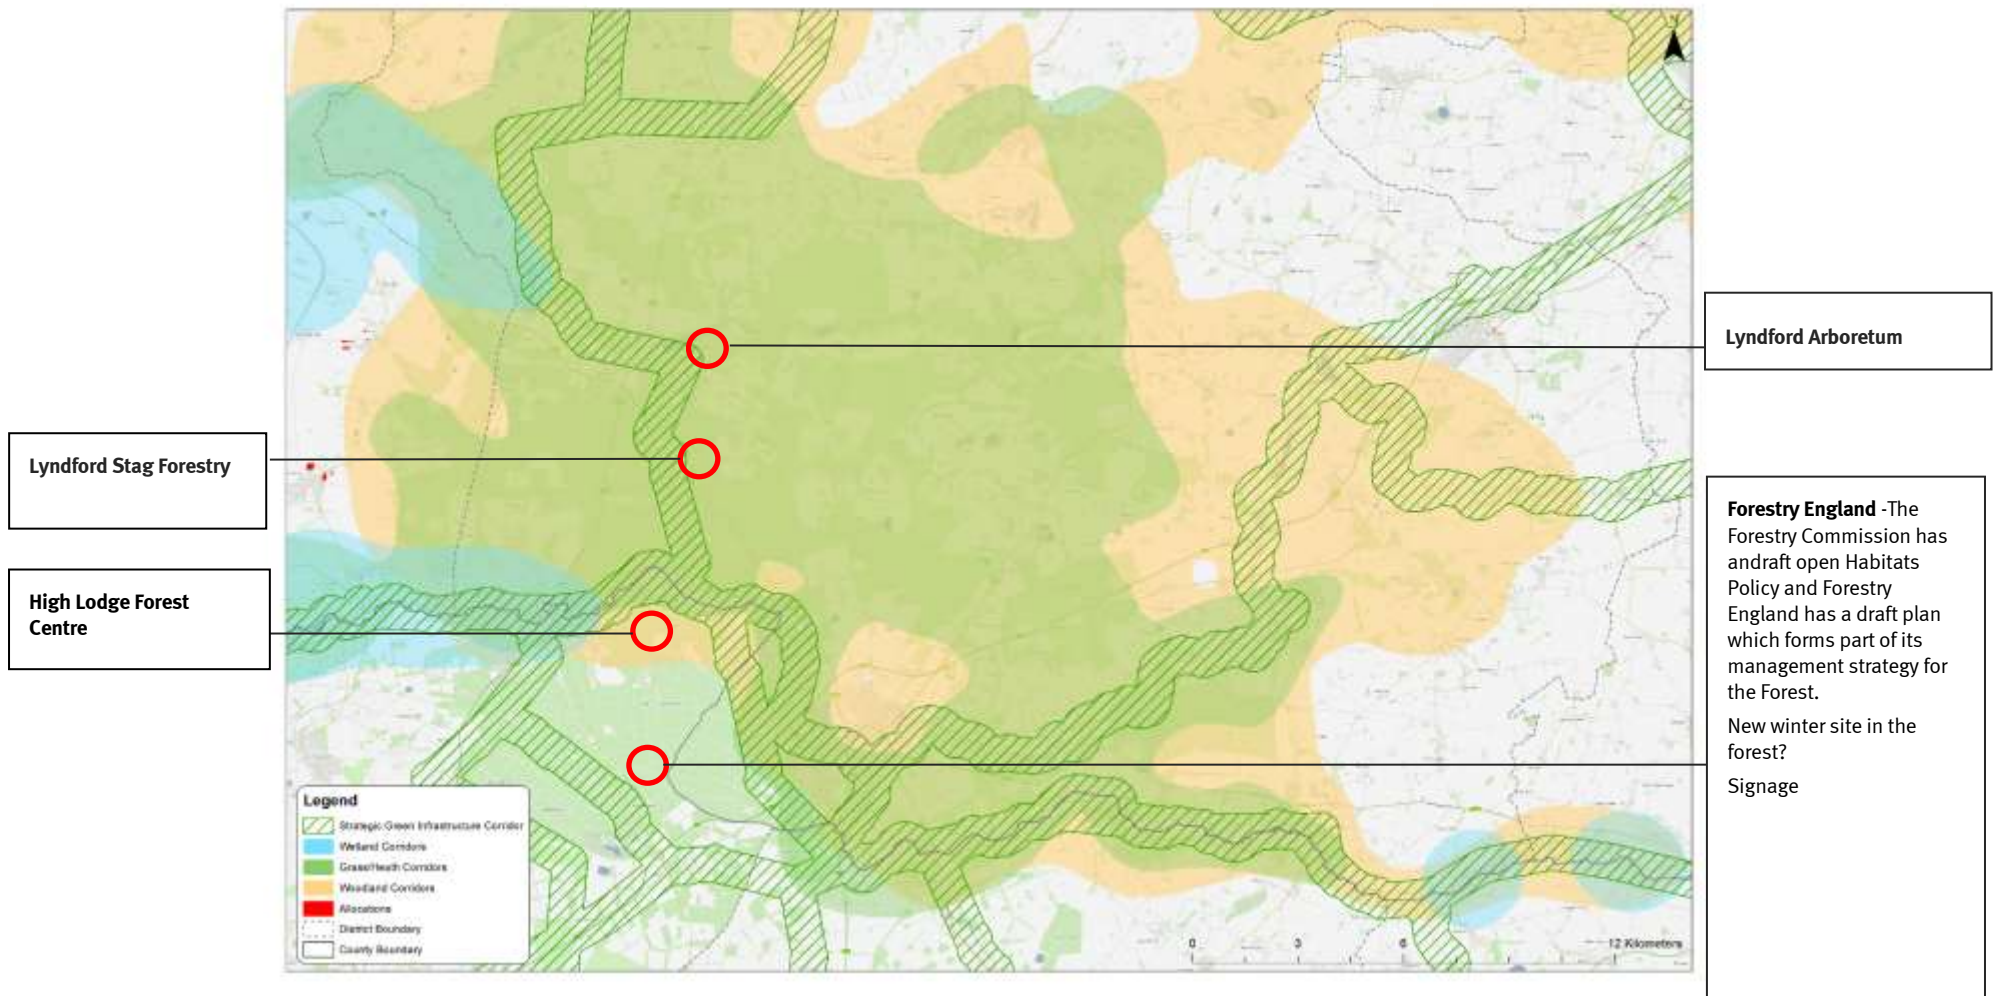 Lyndford Arboretum
Lyndford Stag Forestry
High Lodge Forest
Centre
Forestry England -The
Forestry Commission has
andraft open Habitats
Policy and Forestry
England has a draft plan
which forms part of its
management strategy for
the Forest.
New winter site in the
forest?
Signage
Legend
Strategic Green Infrastructure Corridor
Wetland Corridors
Grass/Heath Corridors
Woodland Corridors
Allocations
District Boundary
County Boundary
0 3 6 12 Kilometers